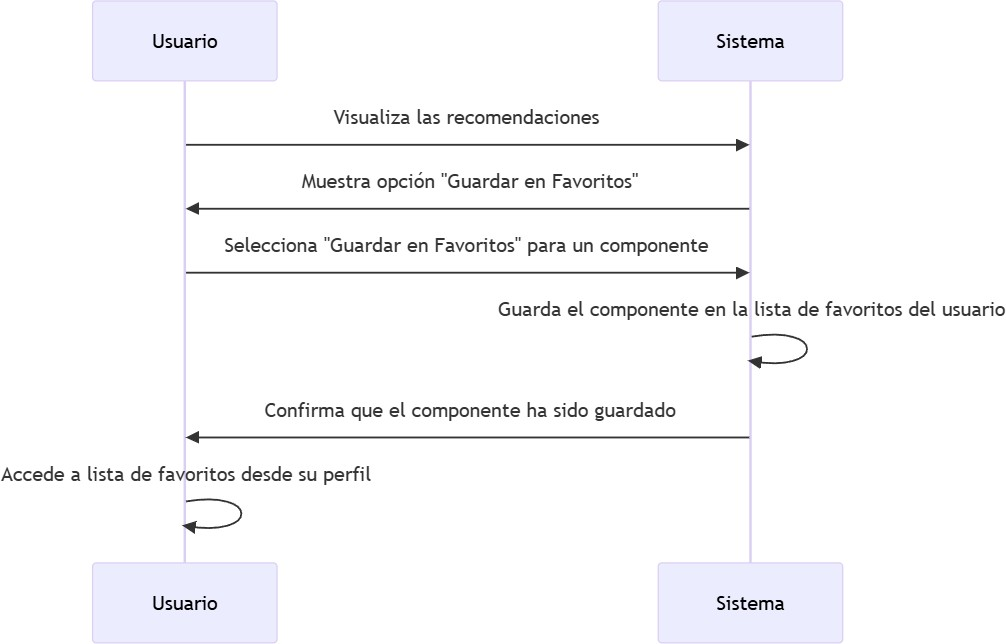 Usuario
Sistema
Visualiza las recomendaciones
Muestra opción "Guardar en Favoritos"
Selecciona "Guardar en Favoritos" para un componente
Guarda el componente en la lista de favoritos del usuario
Confirma que el componente ha sido guardado
Accede a lista de favoritos desde su perfil
Usuario
Sistema